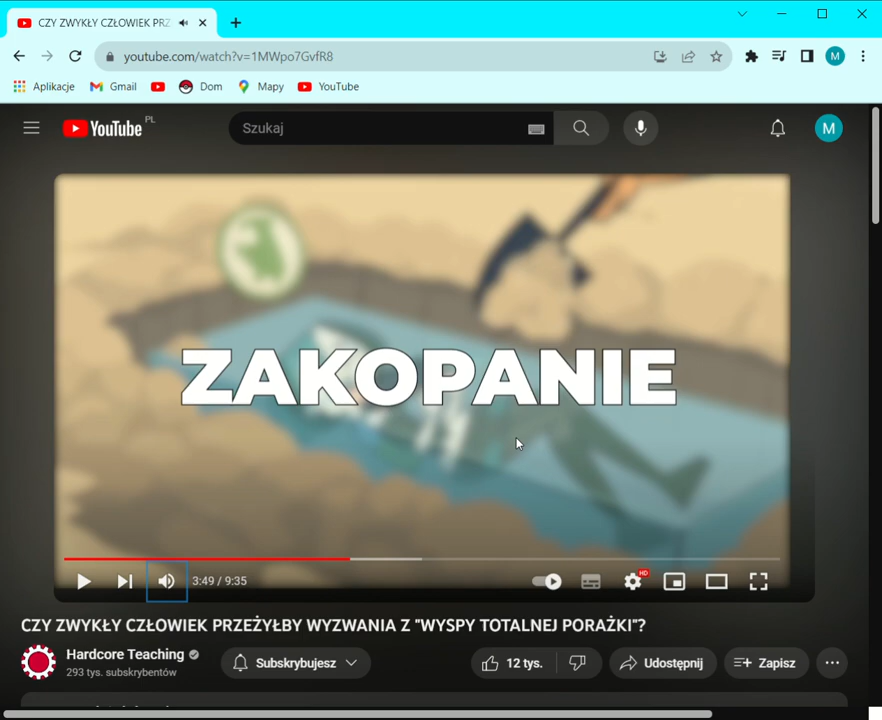 CZY ZWYKŁY CZŁOWIEK PRZ
youtube.com/watch?v=1MWpo7GvfR8
M
Aplikacje
Gmail
Dom
Mapy
YouTube
YouTube PL
Szukaj
M
ZAKOPANIE
3:49 / 9:35
HD
CZY ZWYKŁY CZŁOWIEK PRZEŻYŁBY WYZWANIA Z "WYSPY TOTALNEJ PORAŻKI"?
Hardcore Teaching
293 tys. subskrybentów
Subskrybujesz
12 tys.
Udostępnij
Zapisz